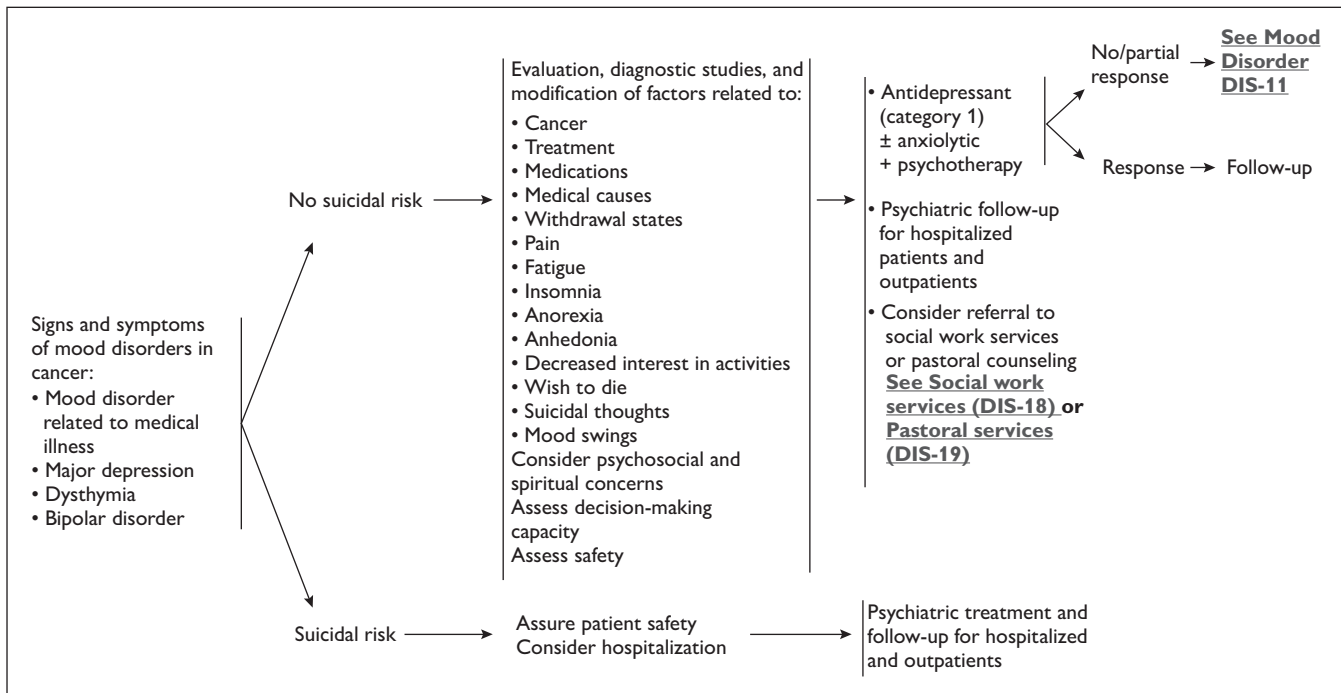 Signs and symptoms
of mood disorders in
cancer:
• Mood disorder
related to medical
illness
• Major depression
• Dysthymia
• Bipolar disorder
No suicidal risk
Evaluation, diagnostic studies, and
modification of factors related to:
• Cancer
• Treatment
• Medications
• Medical causes
• Withdrawal states
• Pain
• Fatigue
• Insomnia
• Anorexia
• Anhedonia
• Decreased interest in activities
• Wish to die
• Suicidal thoughts
• Mood swings
Consider psychosocial and
spiritual concerns
Assess decision-making
capacity
Assess safety
• Antidepressant
(category 1)
± anxiolytic
+ psychotherapy
No/partial
response
See Mood
Disorder
DIS-11
Response
Follow-up
• Psychiatric follow-up
for hospitalized
patients and
outpatients
• Consider referral to
social work services
or pastoral counseling
See Social work
services (DIS-18) or
Pastoral services
(DIS-19)
Suicidal risk
Assure patient safety
Consider hospitalization
Psychiatric treatment and
follow-up for hospitalized
and outpatients